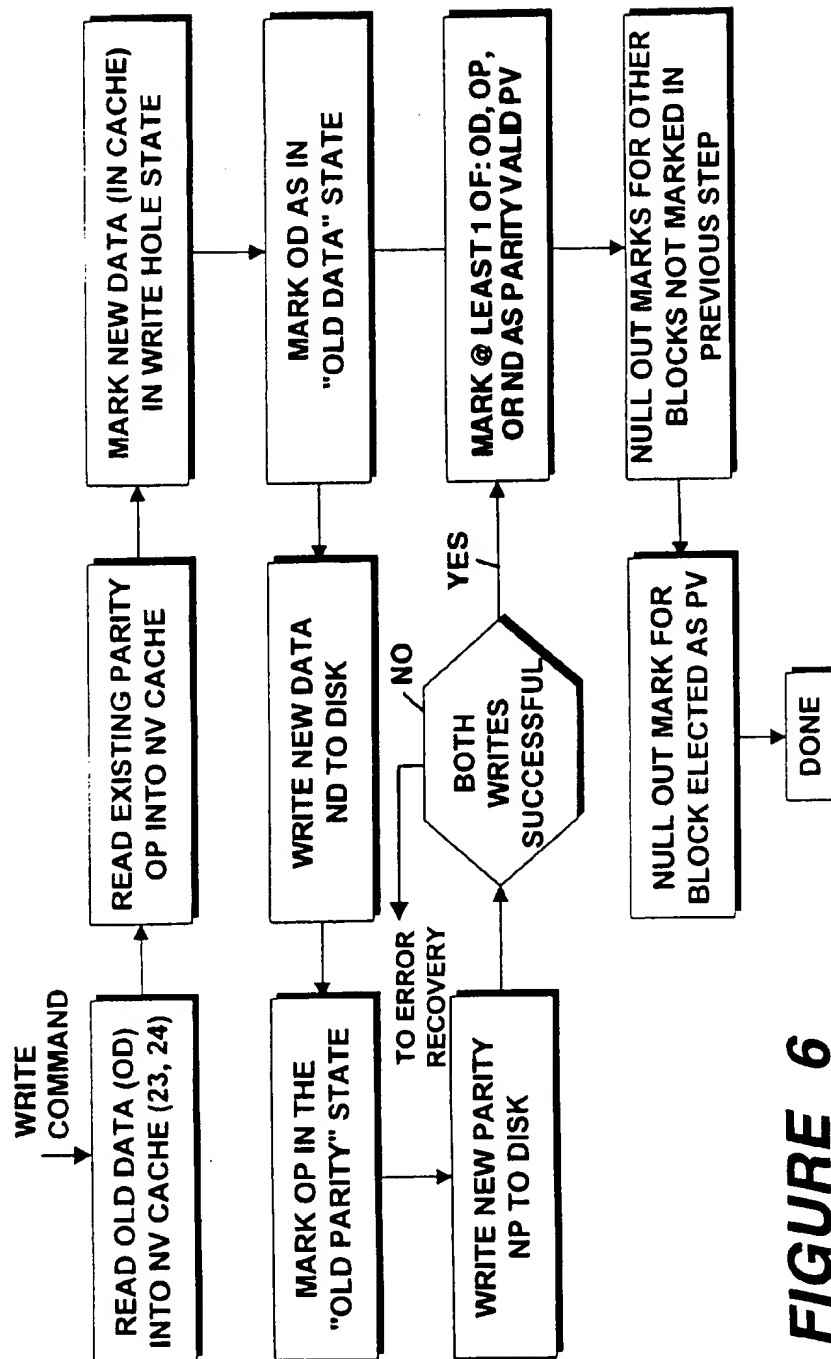 WRITE
COMMAND
READ OLD DATA (OD)
INTO NV CACHE (23, 24)
READ EXISTING PARITY
OP INTO NV CACHE
MARK NEW DATA (IN CACHE)
IN WRITE HOLE STATE
MARK OD AS IN
"OLD DATA" STATE
WRITE NEW DATA
ND TO DISK
MARK OP IN THE
"OLD PARITY" STATE
WRITE NEW PARITY
NP TO DISK
BOTH
WRITES
SUCCESSFUL
NO
TO ERROR
RECOVERY
YES
MARK @ LEAST 1 OF: OD, OP,
OR ND AS PARITY VALID PV
NULL OUT MARKS FOR OTHER
BLOCKS NOT MARKED IN
PREVIOUS STEP
NULL OUT MARK FOR
BLOCK ELECTED AS PV
DONE
FIGURE 6